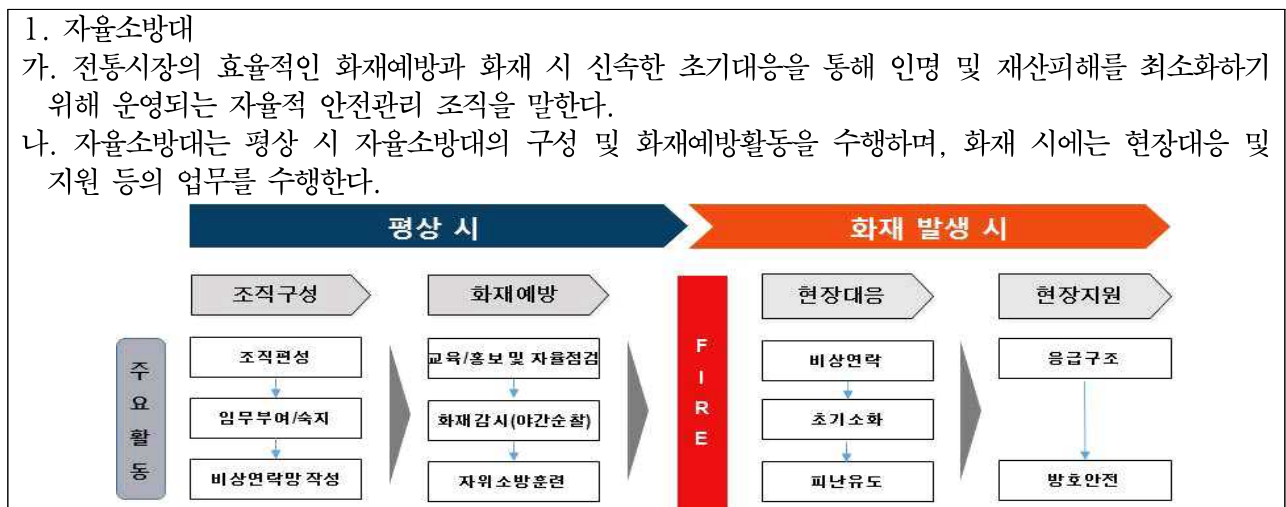 1. 자율소방대
가. 전통시장의 효율적인 화재예방과 화재 시 신속한 초기대응을 통해 인명 및 재산피해를 최소화하기
위해 운영되는 자율적 안전관리 조직을 말한다.
나. 자율소방대는 평상 시 자율소방대의 구성 및 화재예방활동을 수행하며, 화재 시에는 현장대응 및
지원 등의 업무를 수행한다.
평상 시
화재 발생 시
조직구성
화재예방
현장대응
현장지원
주요활동
조직편성
임무부여/숙지
비상연락망 작성
교육/홍보 및 자율점검
화재감시(야간순찰)
자위소방훈련
FIRE
비상연락
초기소화
피난유도
응급구조
방호안전